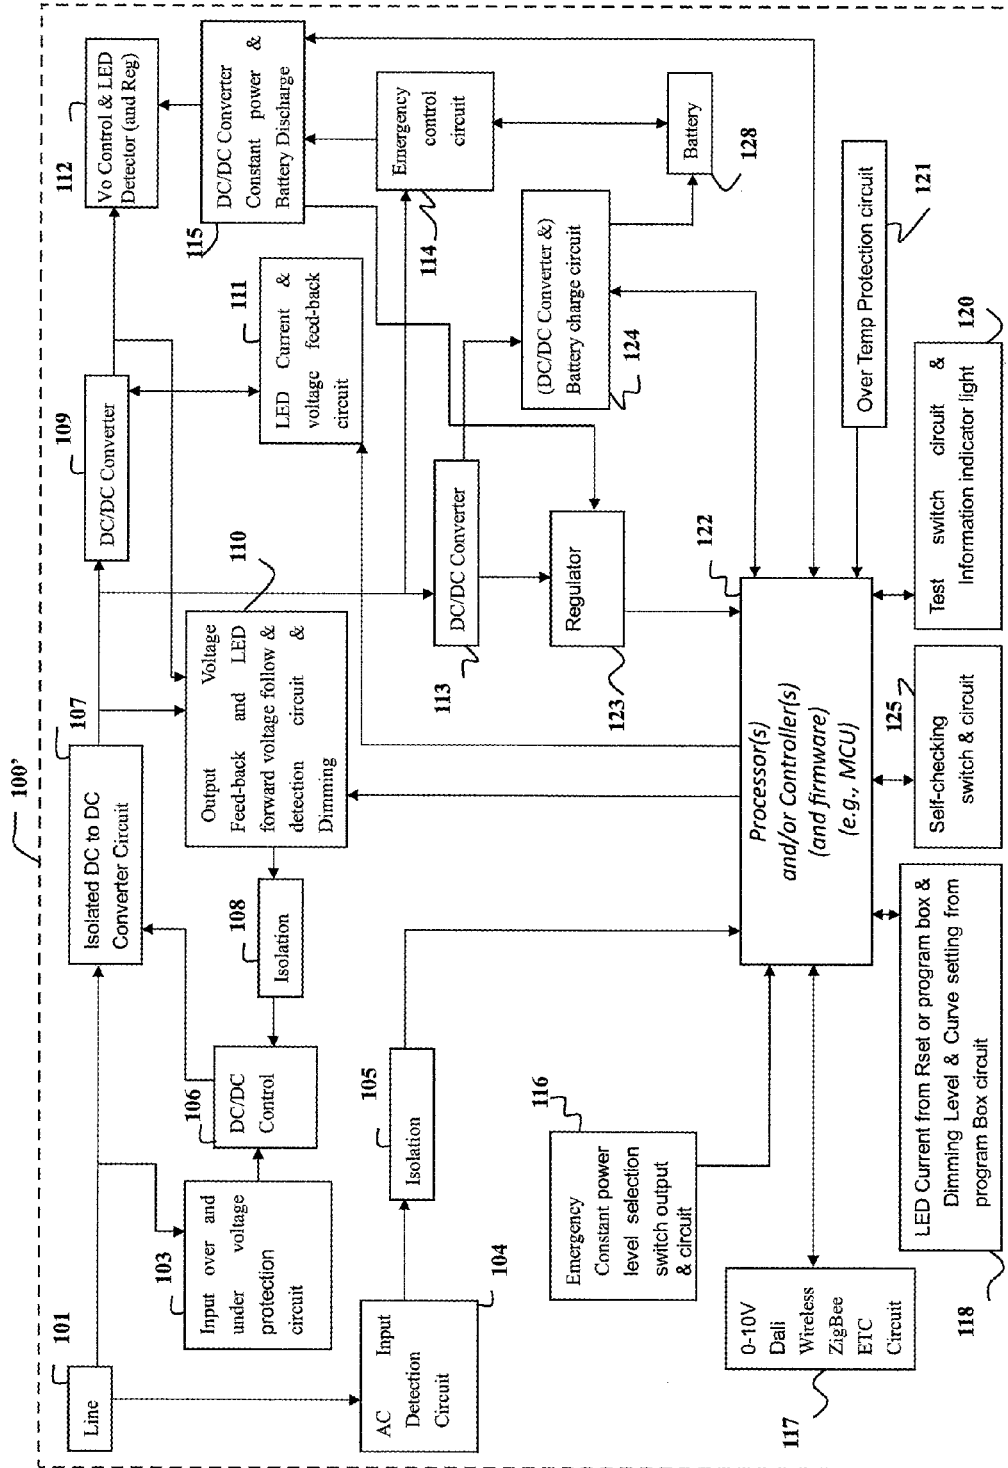 100'
101
Line
103
Input over and
under voltage
protection
circuit
104
AC Input
Detection
Circuit
105
Isolation
106
DC/DC
Control
107
Isolated DC to DC
Converter Circuit
108
Isolation
109
DC/DC Converter
110
Output Voltage
Feed-back and LED
forward voltage follow &
detection circuit &
Dimming
111
LED Current &
voltage feed-back
circuit
112
Vo Control & LED
Detector (and Reg)
115
DC/DC Converter
Constant power &
Battery Discharge
114
Emergency
control
circuit
Battery
128
113
DC/DC Converter
(DC/DC Converter &)
Battery charge circuit
124
Regulator
123
122
Processor(s)
and/or Controller(s)
(and firmware)
(e.g., MCU)
116
Emergency
Constant power
level selection
switch output
& circuit
0-10V
Dali
Wireless
ZigBee
ETC
Circuit
117
LED Current from Rset or program box &
Dimming Level & Curve setting from
program Box circuit
118
125
Self-checking
switch & circuit
Test switch circuit &
Information indicator light
120
Over Temp Protection circuit
121